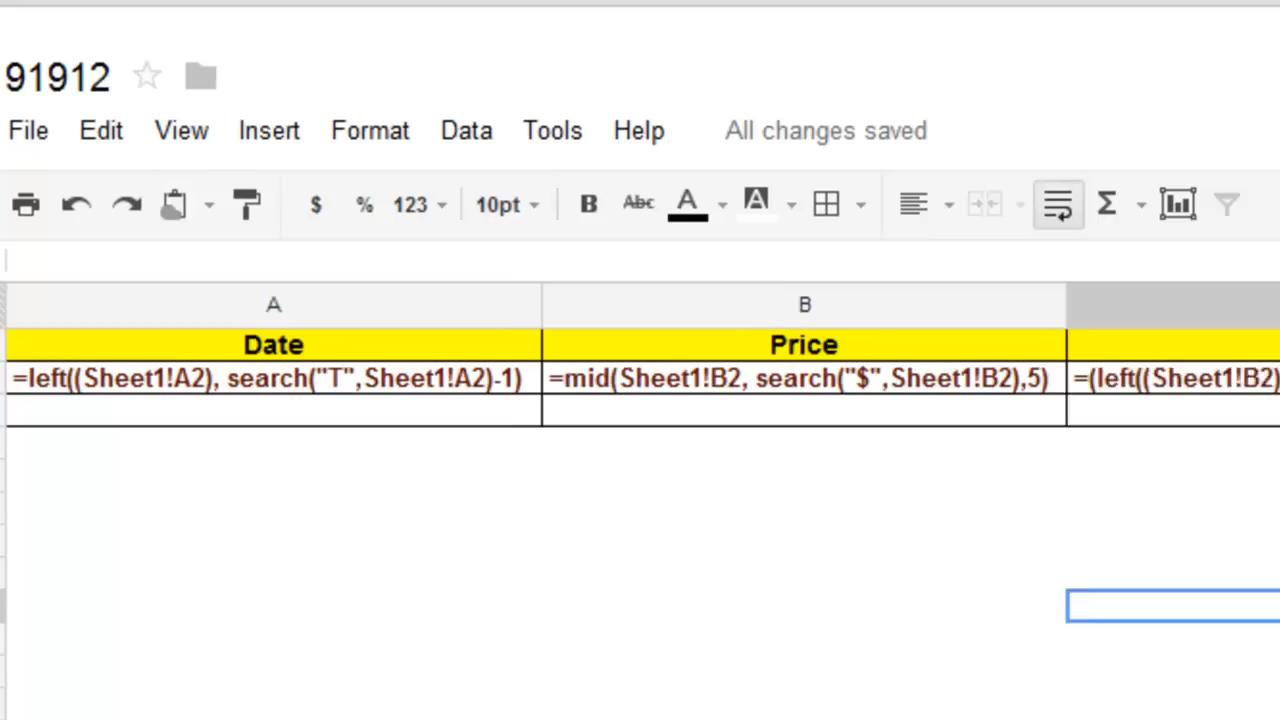 91912
File Edit View Insert Format Data Tools Help All changes saved
$ % 123 10pt B Abc A A Σ
A B
Date Price
=left((Sheet1!A2), search("T",Sheet1!A2)-1) =mid(Sheet1!B2, search("$",Sheet1!B2),5) =(left((Sheet1!B2)